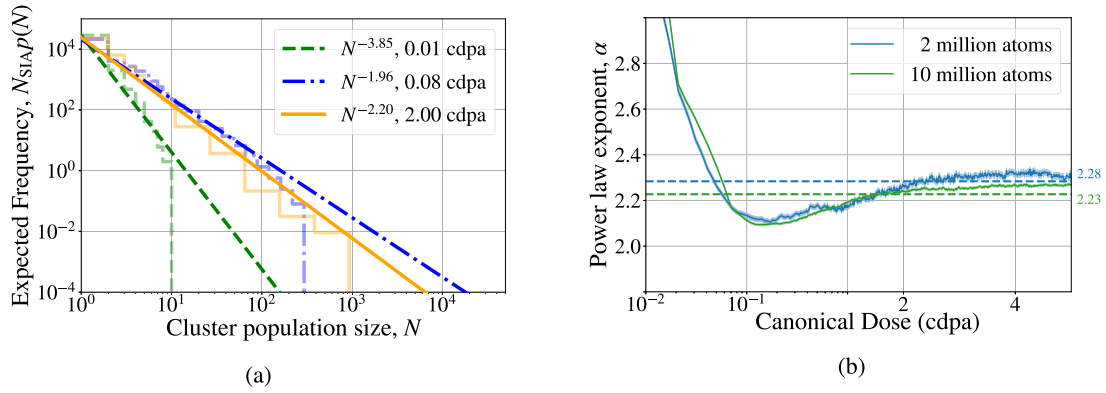 Expected Frequency, N_SIAp(N)
10^4
10^2
10^0
10^−2
10^−4
10^0
10^1
10^2
10^3
10^4
Cluster population size, N
N^−3.85, 0.01 cdpa
N^−1.96, 0.08 cdpa
N^−2.20, 2.00 cdpa
(a)
Power law exponent, α
2.8
2.6
2.4
2.2
2.0
10^−2
10^−1
2
4
Canonical Dose (cdpa)
2 million atoms
10 million atoms
2.28
2.23
(b)